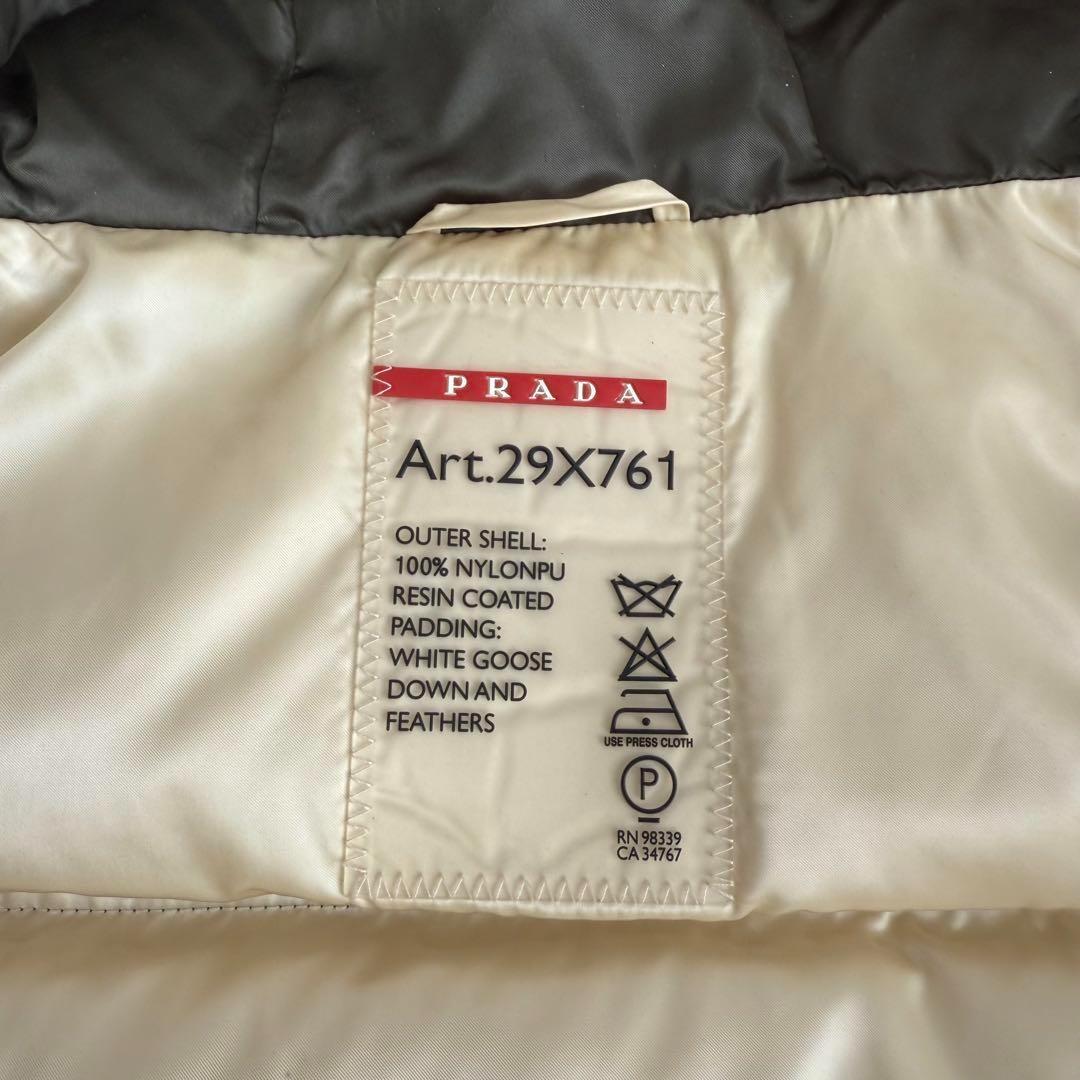 PRADA
Art.29X761
OUTER SHELL:
100% NYLONPU
RESIN COATED
PADDING:
WHITE GOOSE
DOWN AND
FEATHERS
USE PRESS CLOTH
P
RN 98339
CA 34767